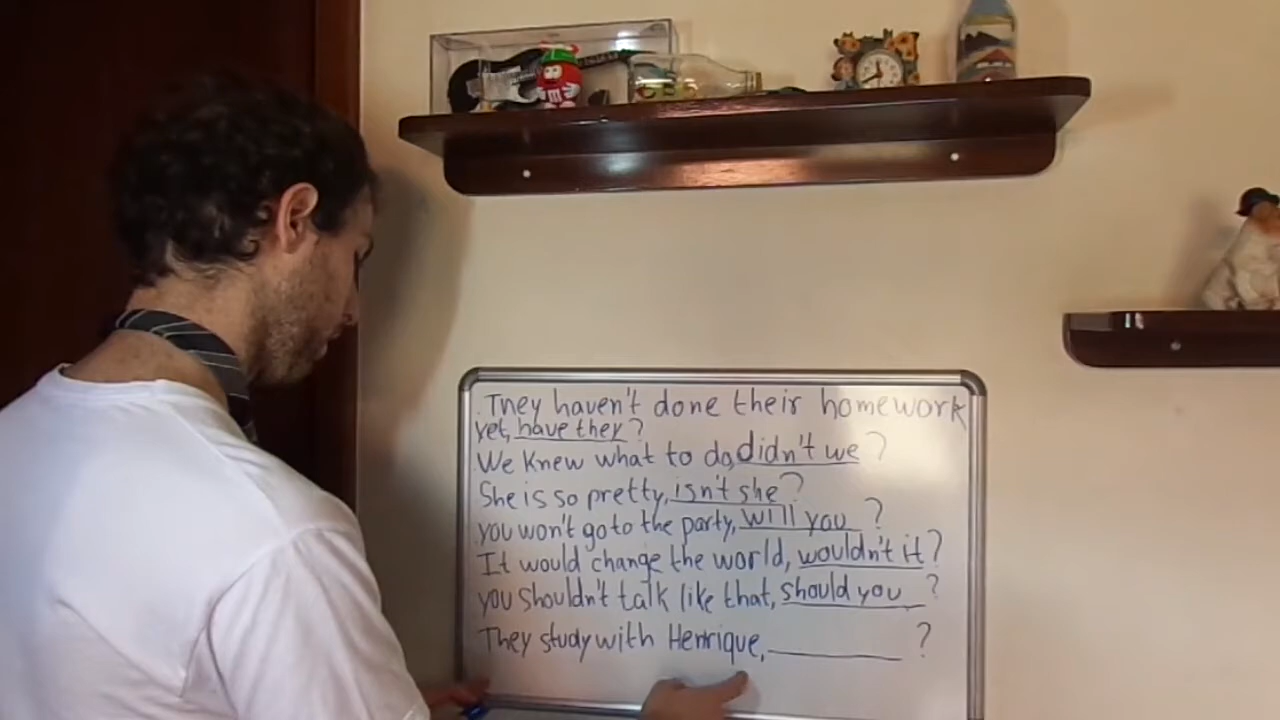 They haven't done their homework
yet, have they?
We knew what to do, didn't we ?
She is so pretty, isn't she?
you won't go to the party, will you ?
It would change the world, wouldn't it?
you shouldn't talk like that, should you ?
They study with Henrique, ________ ?